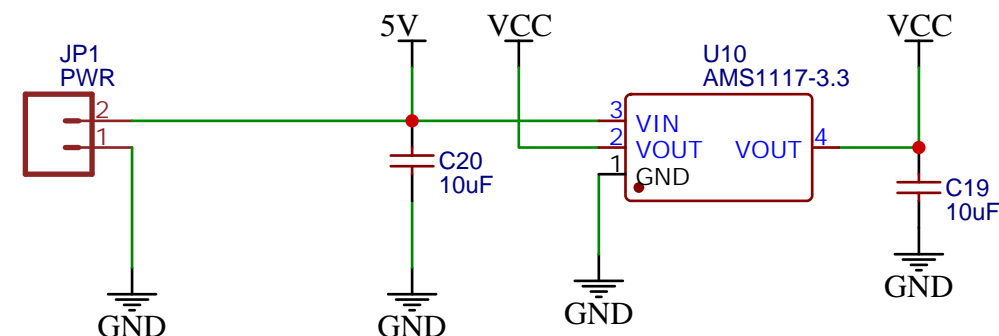 5V
VCC
VCC
JP1
PWR
U10
AMS1117-3.3
2
1
3
VIN
2
VOUT
VOUT
4
1
GND
C20
10uF
C19
10uF
GND
GND
GND
GND